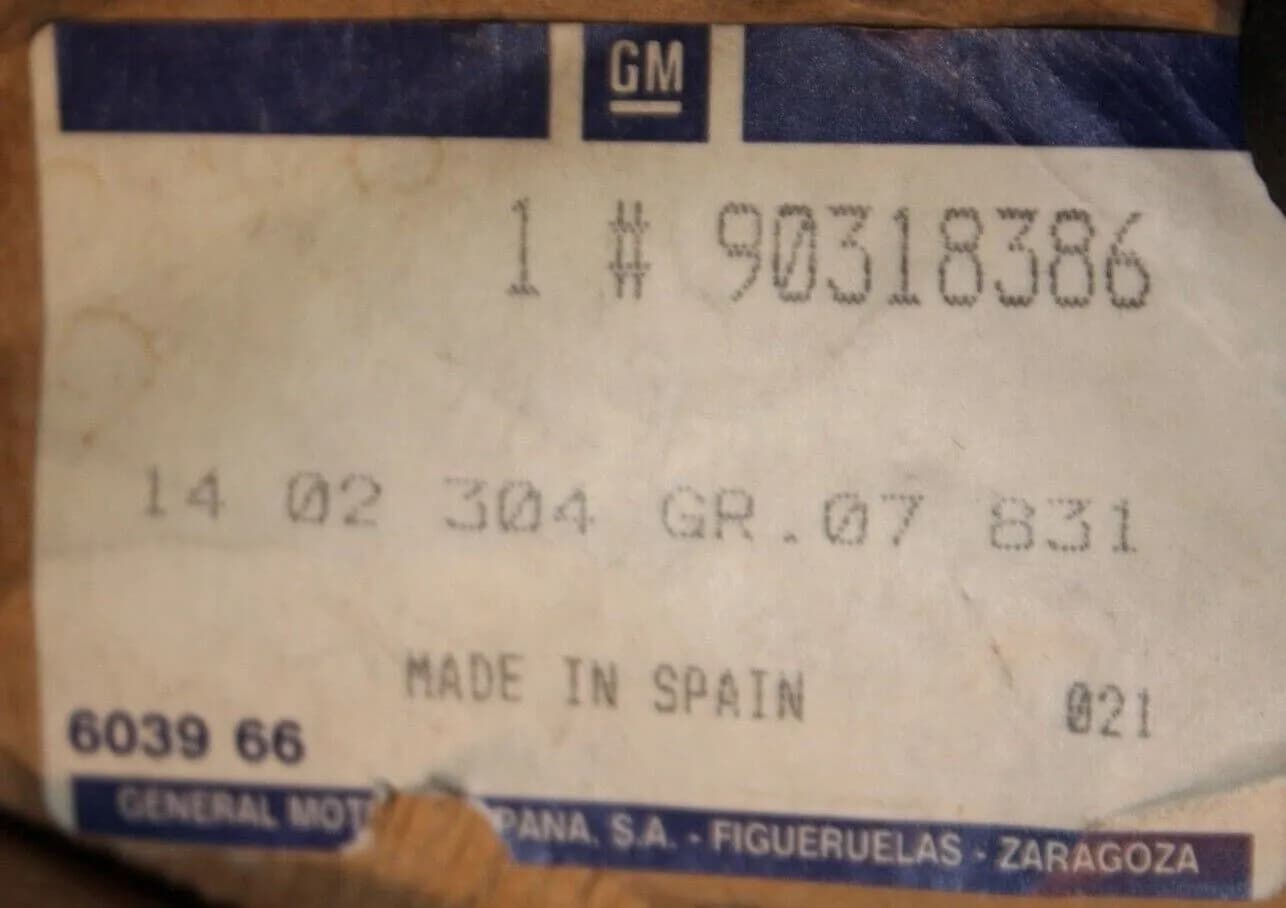 GM
1 # 90318386
14 02 304 GR.07 831
MADE IN SPAIN 021
6039 66
GENERAL MOT PANA. S.A. - FIGUERUELAS - ZARAGOZA